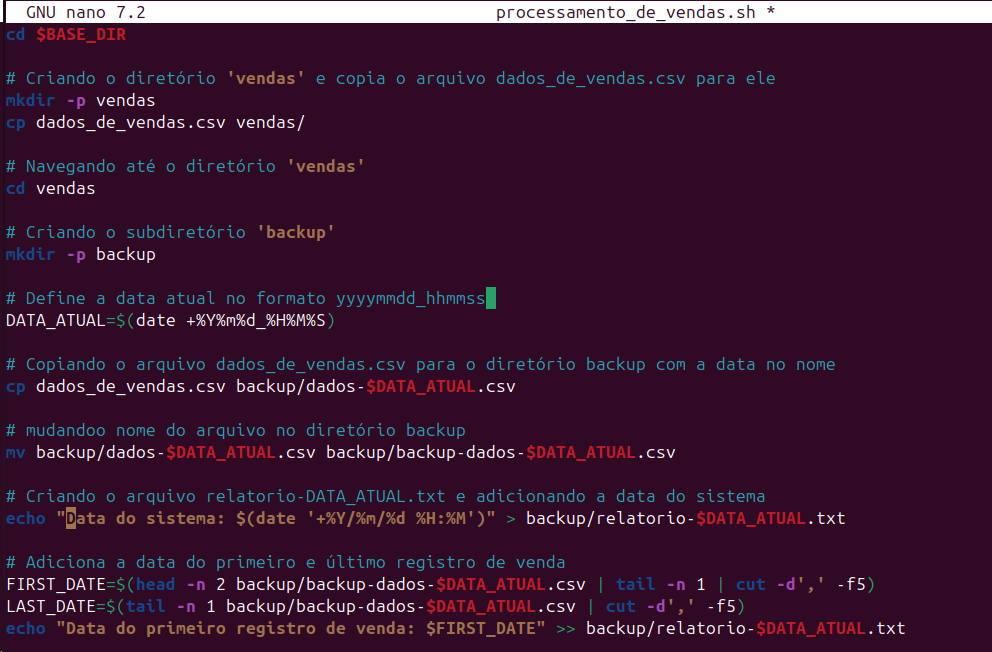 GNU nano 7.2 processamento_de_vendas.sh *
cd $BASE_DIR
# Criando o diretório 'vendas' e copia o arquivo dados_de_vendas.csv para ele
mkdir -p vendas
cp dados_de_vendas.csv vendas/
# Navegando até o diretório 'vendas'
cd vendas
# Criando o subdiretório 'backup'
mkdir -p backup
# Define a data atual no formato yyyymmdd_hhmmss
DATA_ATUAL=$(date +%Y%m%d_%H%M%S)
# Copiando o arquivo dados_de_vendas.csv para o diretório backup com a data no nome
cp dados_de_vendas.csv backup/dados-$DATA_ATUAL.csv
# mudandoo nome do arquivo no diretório backup
mv backup/dados-$DATA_ATUAL.csv backup/backup-dados-$DATA_ATUAL.csv
# Criando o arquivo relatorio-DATA_ATUAL.txt e adicionando a data do sistema
echo "Data do sistema: $(date '+%Y/%m/%d %H:%M')" > backup/relatorio-$DATA_ATUAL.txt
# Adiciona a data do primeiro e último registro de venda
FIRST_DATE=$(head -n 2 backup/backup-dados-$DATA_ATUAL.csv | tail -n 1 | cut -d',' -f5)
LAST_DATE=$(tail -n 1 backup/backup-dados-$DATA_ATUAL.csv | cut -d',' -f5)
echo "Data do primeiro registro de venda: $FIRST_DATE" >> backup/relatorio-$DATA_ATUAL.txt